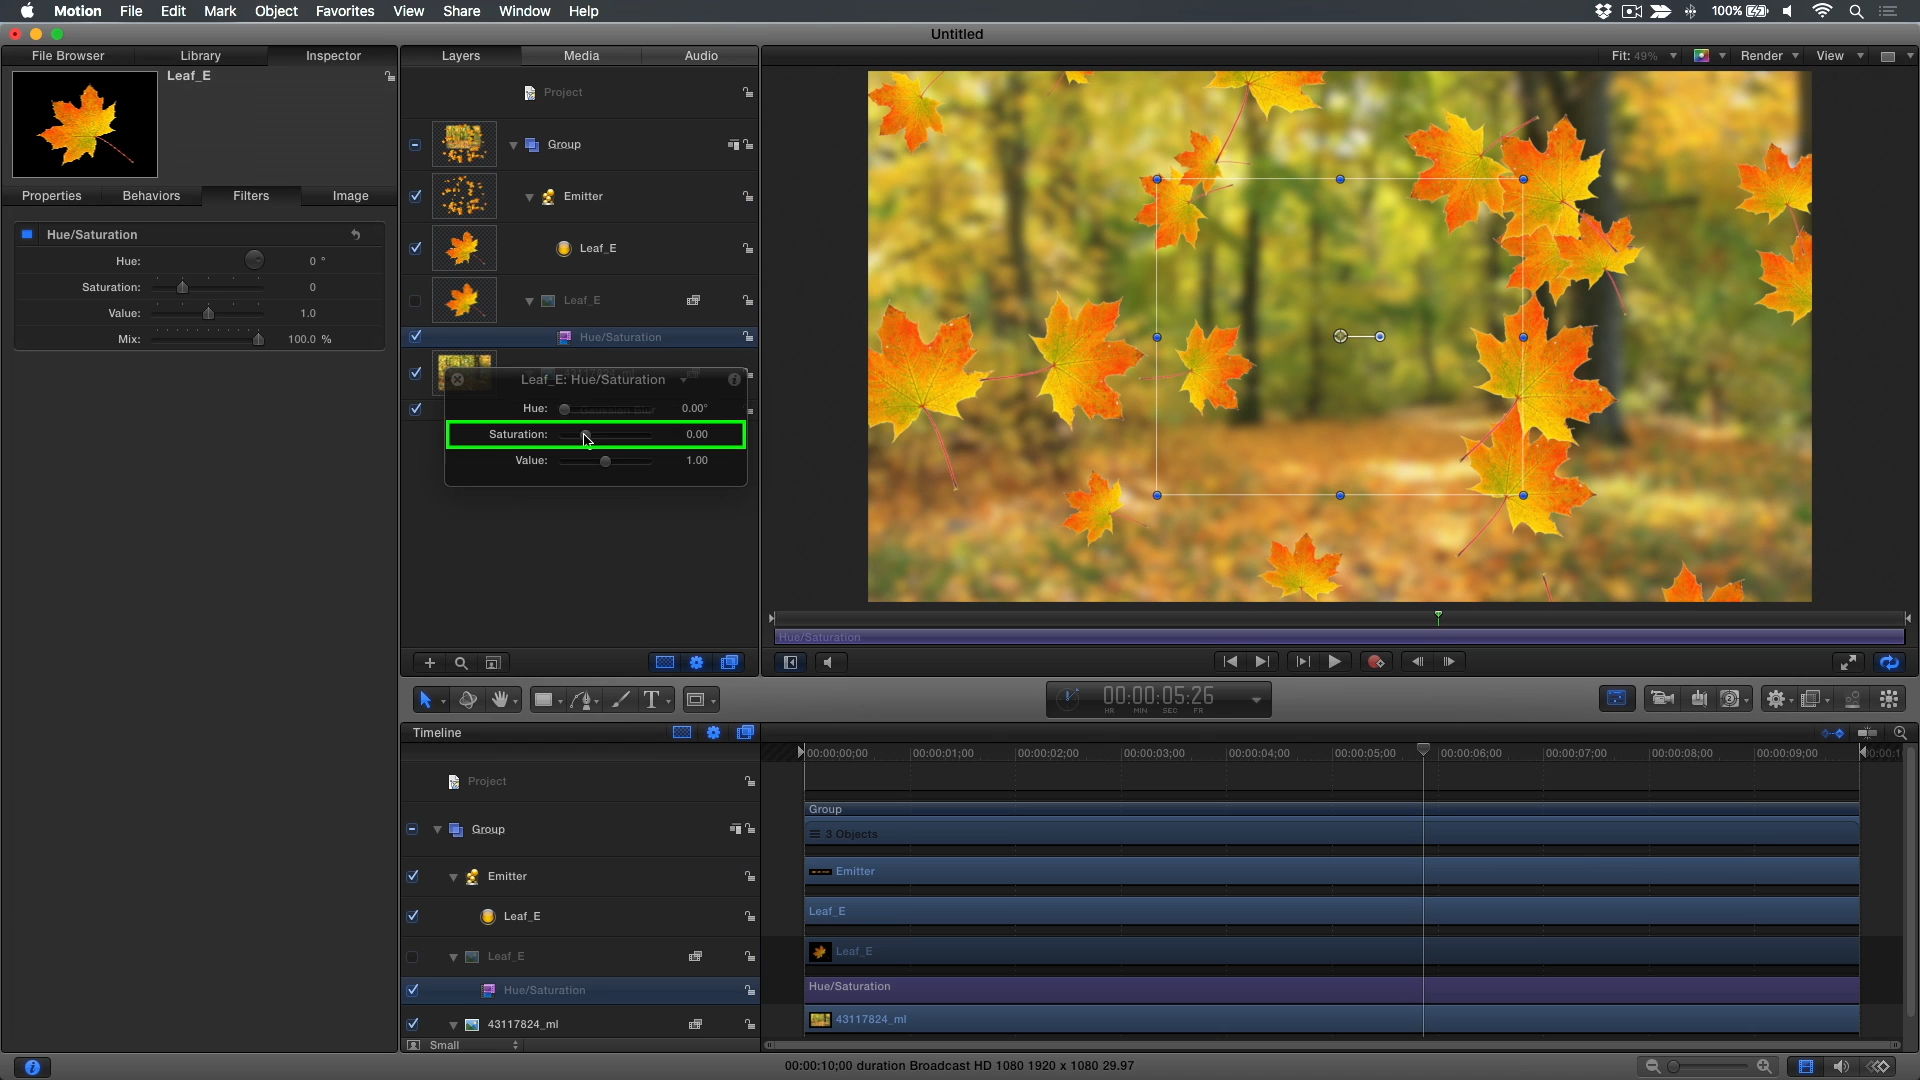 Motion File Edit Mark Object Favorites View Share Window Help 100%
Untitled
File Browser Library Inspector Layers Media Audio Fit: 49% Render View
Leaf_E
Project
Group
Properties Behaviors Filters Image
Emitter
Hue/Saturation
Leaf_E
Hue: 0 °
Saturation: 0
Leaf_E
Value: 1.0
Mix: 100.0 %
Hue/Saturation
Leaf_E: Hue/Saturation
Hue: 0.00°
Saturation: 0.00
Value: 1.00
Hue/Saturation
00:00:05:26
HR MIN SEC FR
Timeline
00:00:00;00 00:00:01;00 00:00:02;00 00:00:03;00 00:00:04;00 00:00:05;00 00:00:06;00 00:00:07;00 00:00:08;00 00:00:09;00
Project
Group
Group
3 Objects
Emitter
Emitter
Leaf_E
Leaf_E
Leaf_E
Leaf_E
Hue/Saturation
Hue/Saturation
43117824_ml
43117824_ml
Small
00:00:10;00 duration Broadcast HD 1080 1920 x 1080 29.97